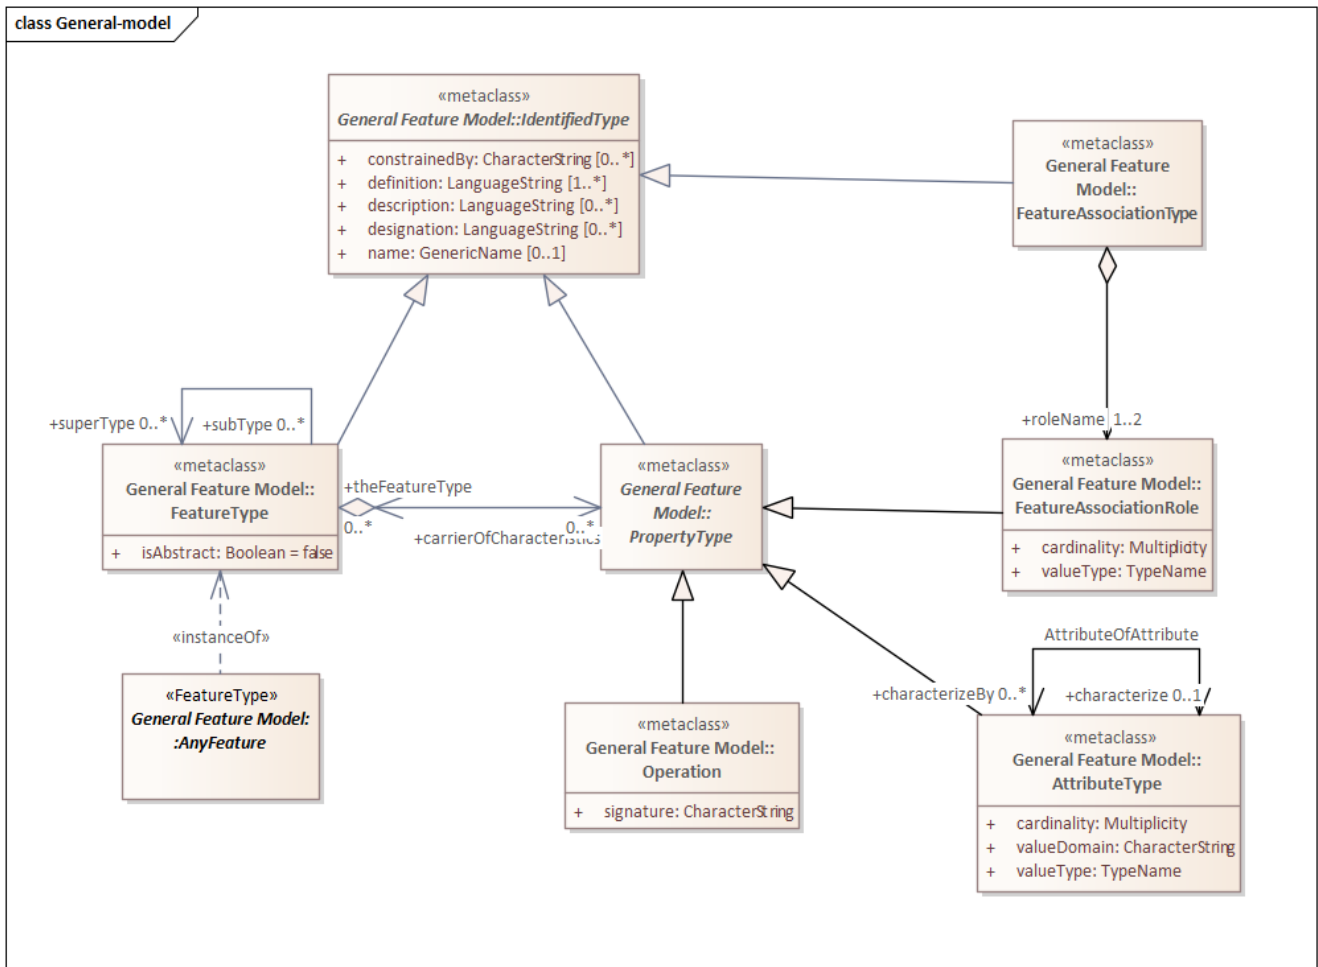 class General-model
«metaclass»
General Feature Model::IdentifiedType
+ constrainedBy: CharacterString [0..*]
+ definition: LanguageString [1..*]
+ description: LanguageString [0..*]
+ designation: LanguageString [0..*]
+ name: GenericName [0..1]
«metaclass»
General Feature
Model::
FeatureAssociationType
+superType 0..*
+subType 0..*
+roleName 1..2
«metaclass»
General Feature Model::
FeatureType
+ isAbstract: Boolean = false
+theFeatureType
0..*
0..*
+carrierOfCharacteristics
«metaclass»
General Feature
Model::
PropertyType
«metaclass»
General Feature Model::
FeatureAssociationRole
+ cardinality: Multiplicity
+ valueType: TypeName
«instanceOf»
«FeatureType»
General Feature Model:
:AnyFeature
AttributeOfAttribute
+characterizeBy 0..*
+characterize 0..1
«metaclass»
General Feature Model::
Operation
+ signature: CharacterString
«metaclass»
General Feature Model::
AttributeType
+ cardinality: Multiplicity
+ valueDomain: CharacterString
+ valueType: TypeName